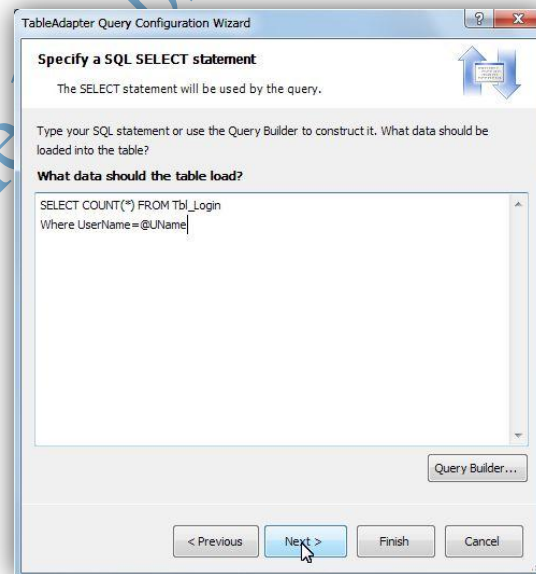 TableAdapter Query Configuration Wizard
Specify a SQL SELECT statement
The SELECT statement will be used by the query.
Type your SQL statement or use the Query Builder to construct it. What data should be
loaded into the table?
What data should the table load?
SELECT COUNT(*) FROM Tbl_Login
Where UserName=@UName
Query Builder...
< Previous
Next >
Finish
Cancel